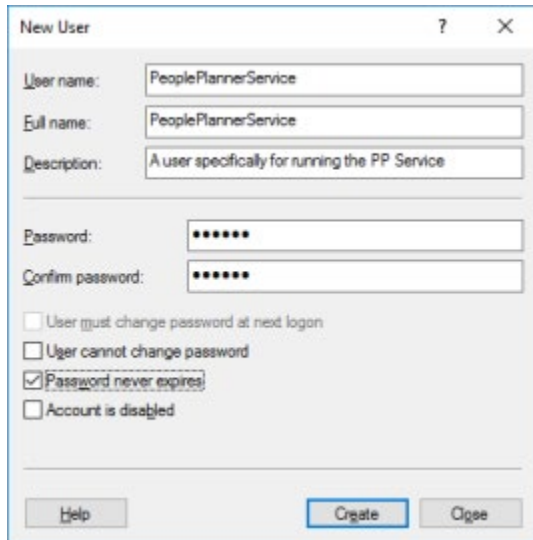 New User ? ×
User name: PeoplePlannerService
Full name: PeoplePlannerService
Description: A user specifically for running the PP Service
Password: ••••••
Confirm password: ••••••
User must change password at next logon
User cannot change password
Password never expires
Account is disabled
Help Create Close